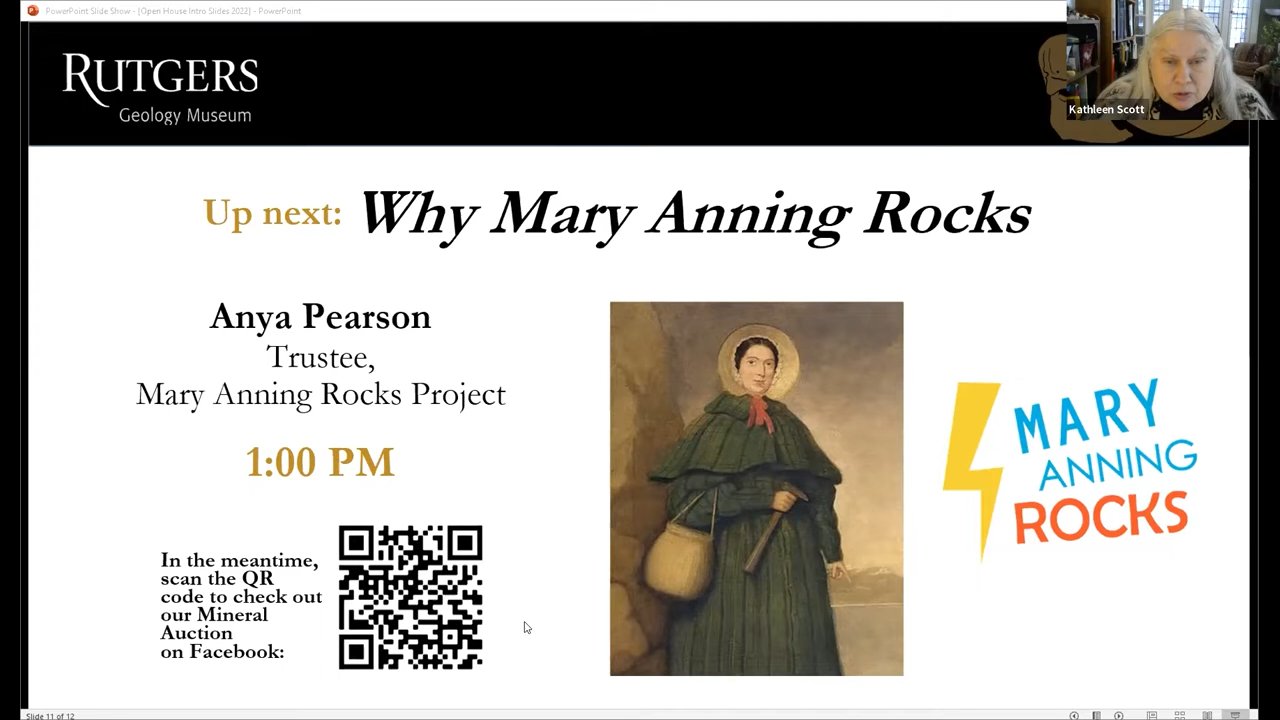 PowerPoint Slide Show - [Open House Intro Slides 2022] - PowerPoint
RUTGERS
Geology Museum
Kathleen Scott
Up next: Why Mary Anning Rocks
Anya Pearson
Trustee,
Mary Anning Rocks Project
1:00 PM
In the meantime,
scan the QR
code to check out
our Mineral
Auction
on Facebook:
MARY
ANNING
ROCKS
Slide 11 of 12